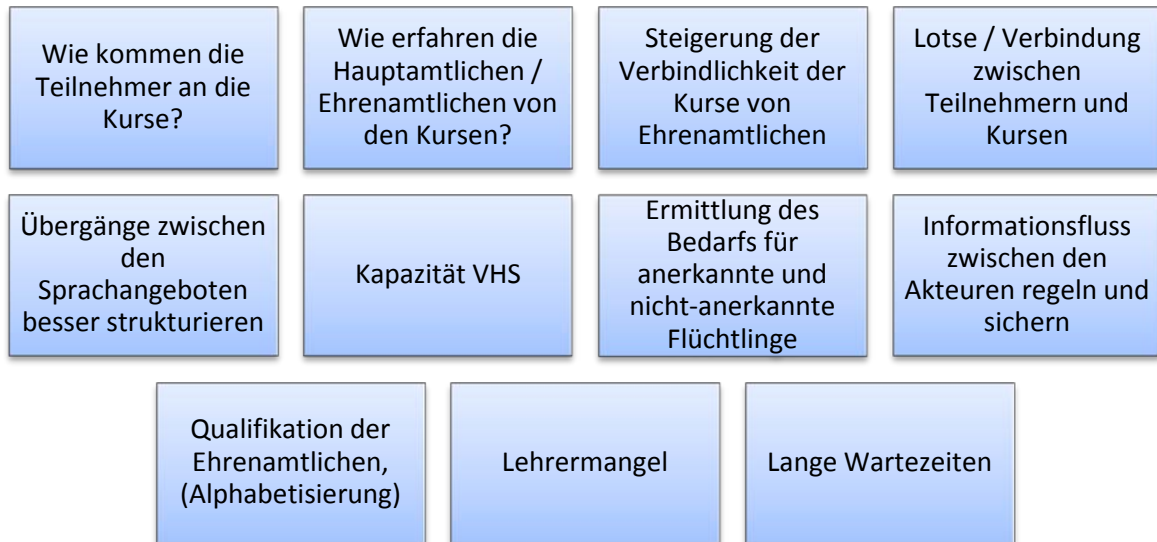 Wie kommen die
Teilnehmer an die
Kurse?
Wie erfahren die
Hauptamtlichen /
Ehrenamtlichen von
den Kursen?
Steigerung der
Verbindlichkeit der
Kurse von
Ehrenamtlichen
Lotse / Verbindung
zwischen
Teilnehmern und
Kursen
Übergänge zwischen
den
Sprachangeboten
besser strukturieren
Kapazität VHS
Ermittlung des
Bedarfs für
anerkannte und
nicht-anerkannte
Flüchtlinge
Informationsfluss
zwischen den
Akteuren regeln und
sichern
Qualifikation der
Ehrenamtlichen,
(Alphabetisierung)
Lehrermangel
Lange Wartezeiten